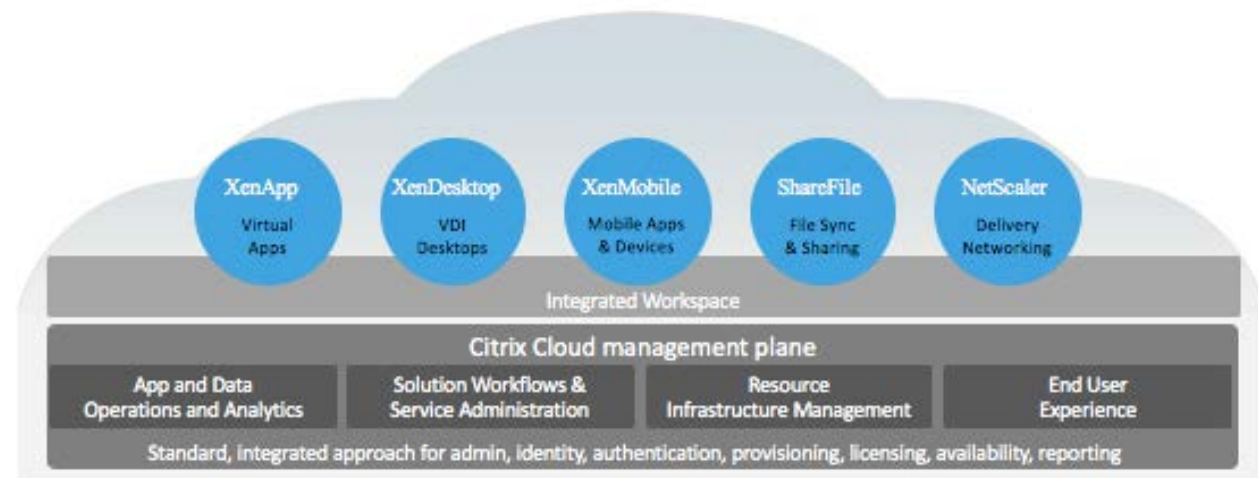 XenApp
Virtual
Apps
XenDesktop
VDI
Desktops
XenMobile
Mobile Apps
& Devices
ShareFile
File Sync
& Sharing
NetScaler
Delivery
Networking
Integrated Workspace
Citrix Cloud management plane
App and Data
Operations and Analytics
Solution Workflows &
Service Administration
Resource
Infrastructure Management
End User
Experience
Standard, integrated approach for admin, identity, authentication, provisioning, licensing, availability, reporting